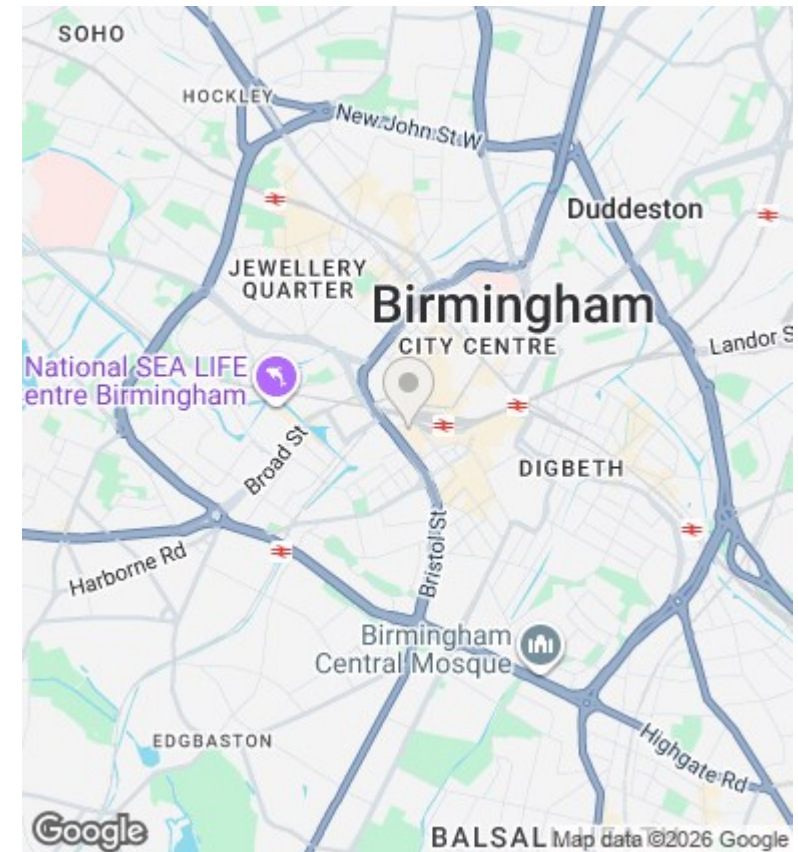 SOHO
HOCKLEY
New John St W
Duddeston
JEWELLERY
QUARTER
Birmingham
CITY CENTRE
Landor S
National SEA LIFE
entre Birmingham
Broad St
DIGBETH
Harborne Rd
Bristol St
Birmingham
Central Mosque
EDGBASTON
Highgate Rd
Google
BALSAL
Map data ©2026 Google